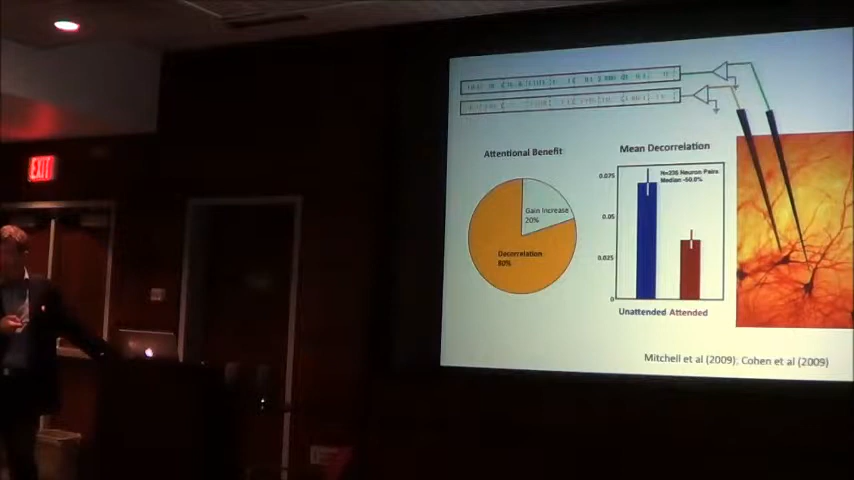 EXIT
Attentional Benefit
Gain Increase
20%
Decorrelation
80%
Mean Decorrelation
0.075
0.05
0.025
0
N=235 Neuron Pairs
Median -50.0%
Unattended Attended
Mitchell et al (2009); Cohen et al (2009)